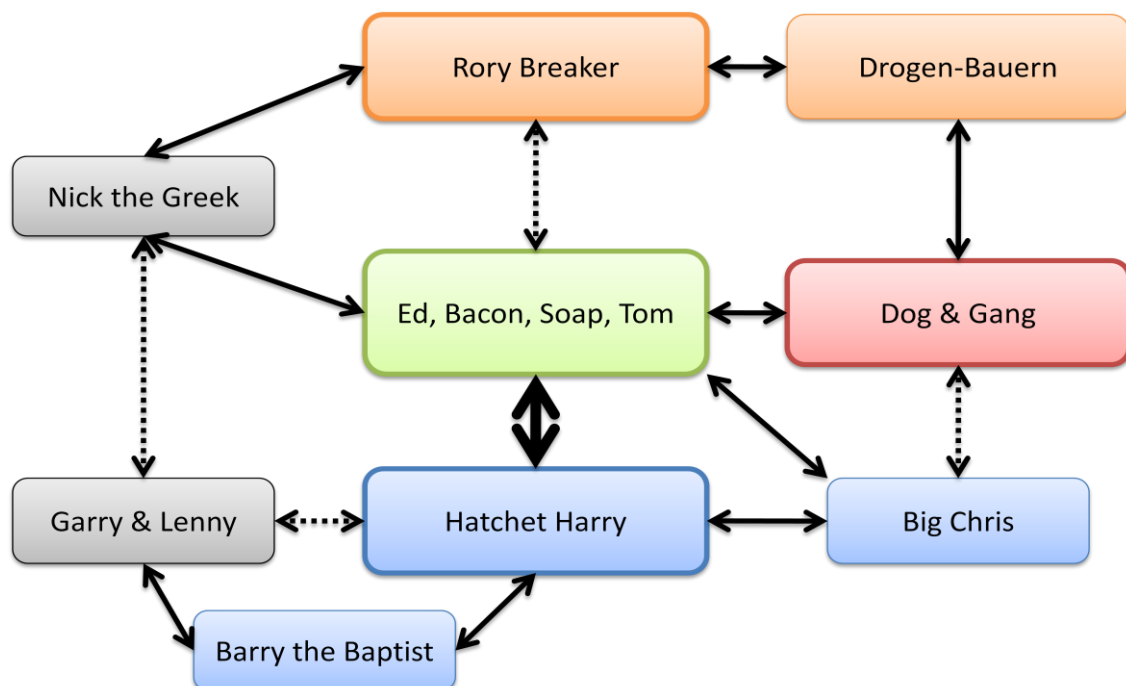 Rory Breaker
Drogen-Bauern
Nick the Greek
Ed, Bacon, Soap, Tom
Dog & Gang
Garry & Lenny
Hatchet Harry
Big Chris
Barry the Baptist